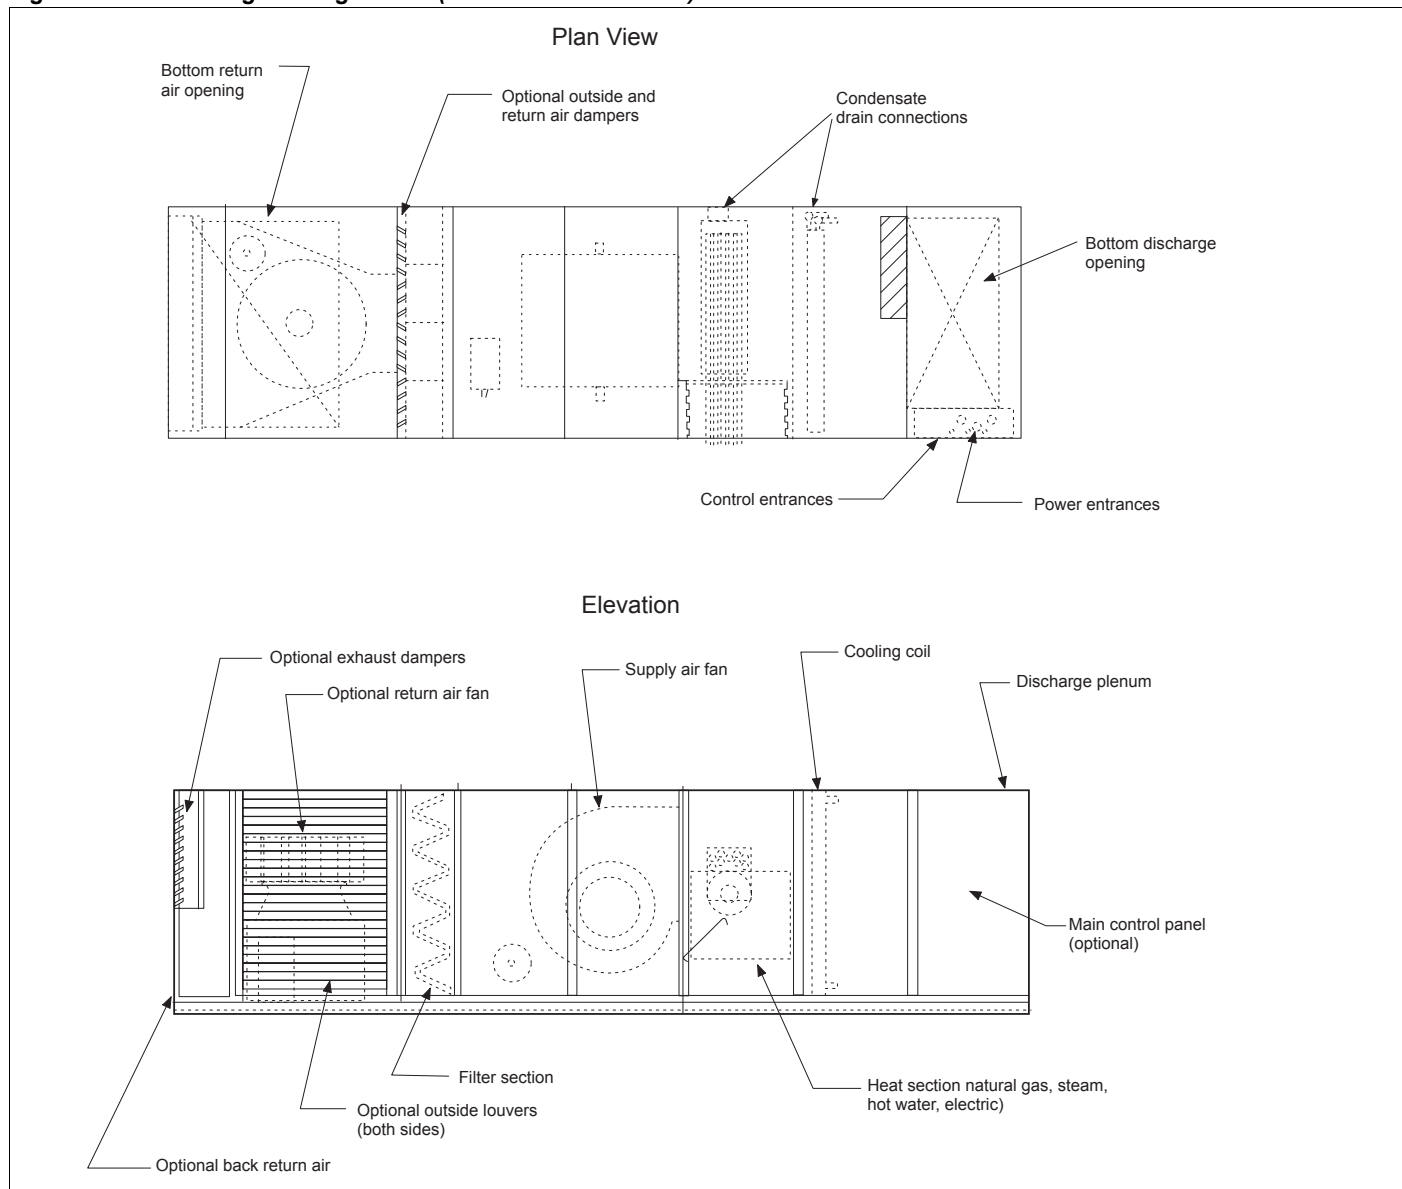 Plan View
Bottom return
air opening
Optional outside and
return air dampers
Condensate
drain connections
Bottom discharge
opening
Control entrances
Power entrances
Elevation
Optional exhaust dampers
Optional return air fan
Supply air fan
Cooling coil
Discharge plenum
Main control panel
(optional)
Filter section
Heat section natural gas, steam,
hot water, electric)
Optional outside louvers
(both sides)
Optional back return air